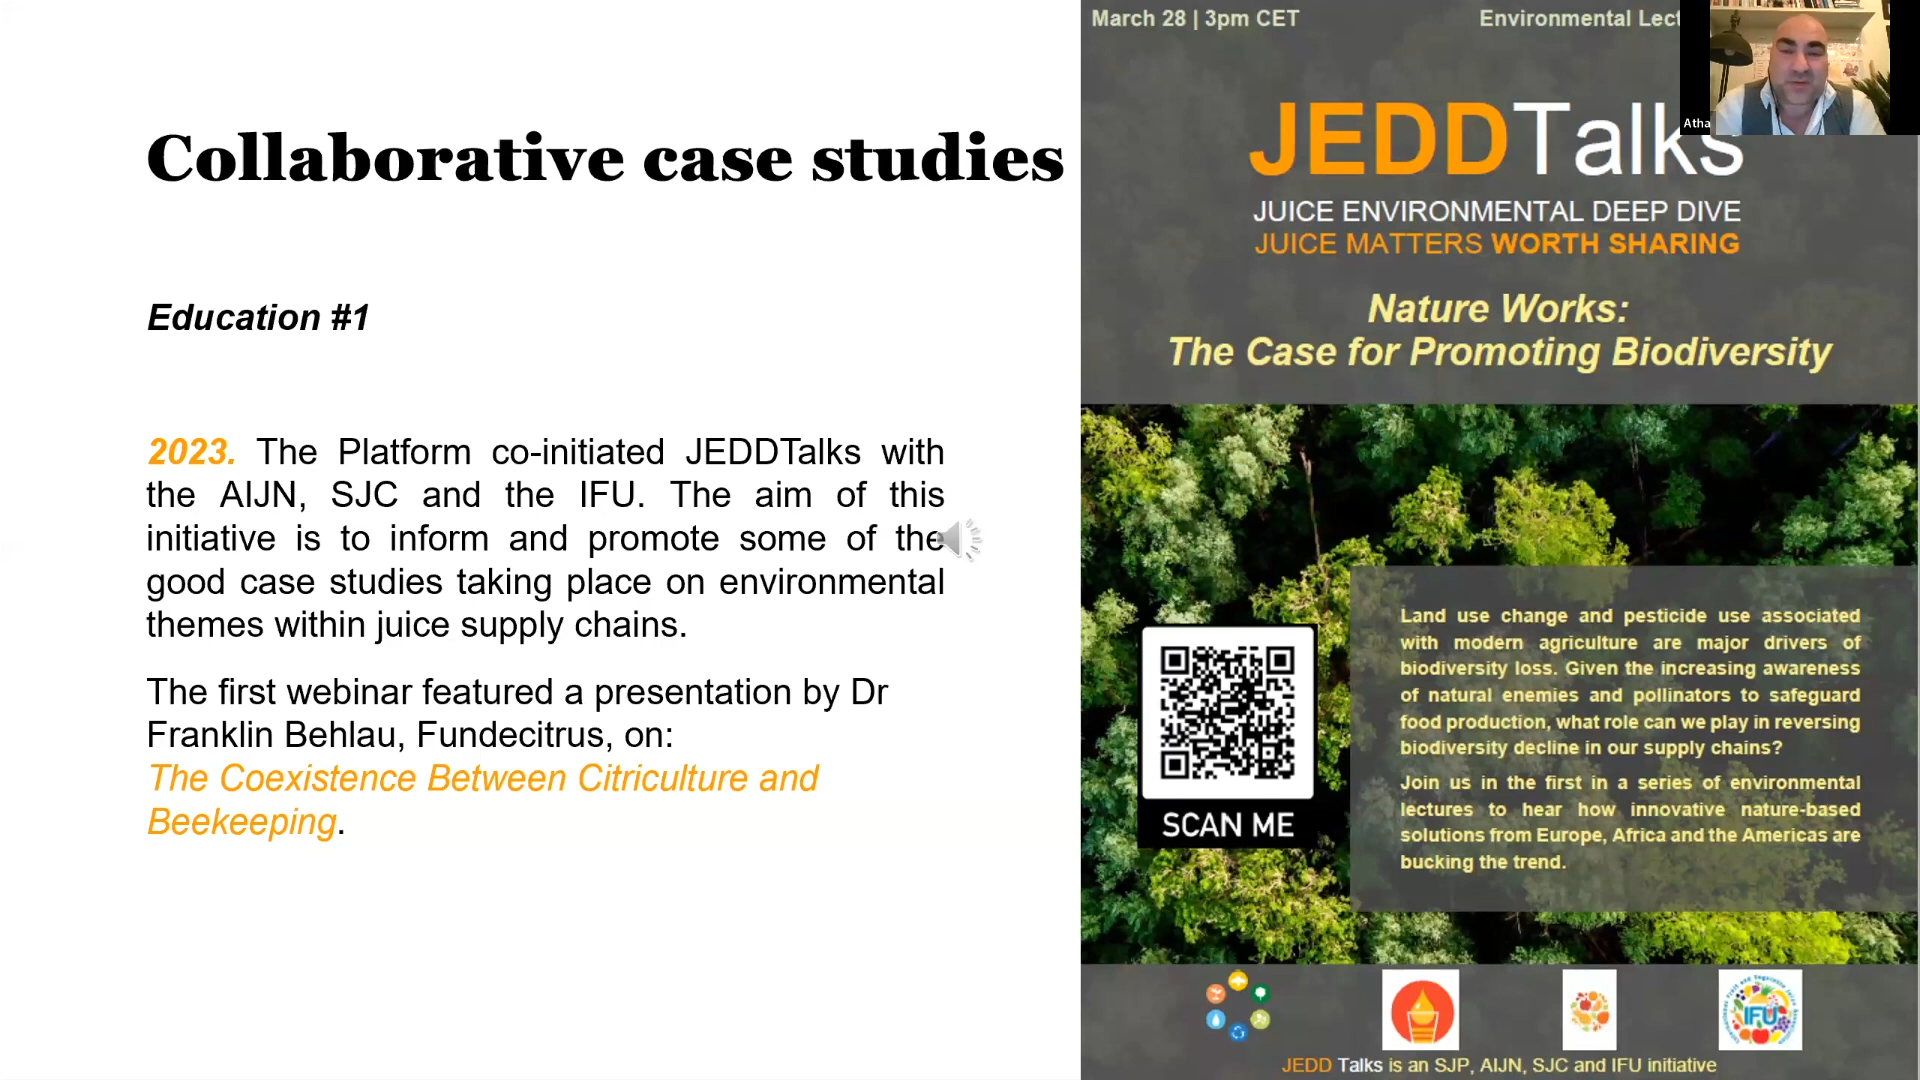 Collaborative case studies
Education #1
2023. The Platform co-initiated JEDDTalks with
the AIJN, SJC and the IFU. The aim of this
initiative is to inform and promote some of the
good case studies taking place on environmental
themes within juice supply chains.
The first webinar featured a presentation by Dr
Franklin Behlau, Fundecitrus, on:
The Coexistence Between Citriculture and
Beekeeping.
March 28 | 3pm CET
Environmental Lect
Atha
JEDDTalks
JUICE ENVIRONMENTAL DEEP DIVE
JUICE MATTERS WORTH SHARING
Nature Works:
The Case for Promoting Biodiversity
Land use change and pesticide use associated
with modern agriculture are major drivers of
biodiversity loss. Given the increasing awareness
of natural enemies and pollinators to safeguard
food production, what role can we play in reversing
biodiversity decline in our supply chains?
Join us in the first in a series of environmental
lectures to hear how innovative nature-based
solutions from Europe, Africa and the Americas are
bucking the trend.
SCAN ME
IFU
JEDD Talks is an SJP, AIJN, SJC and IFU initiative